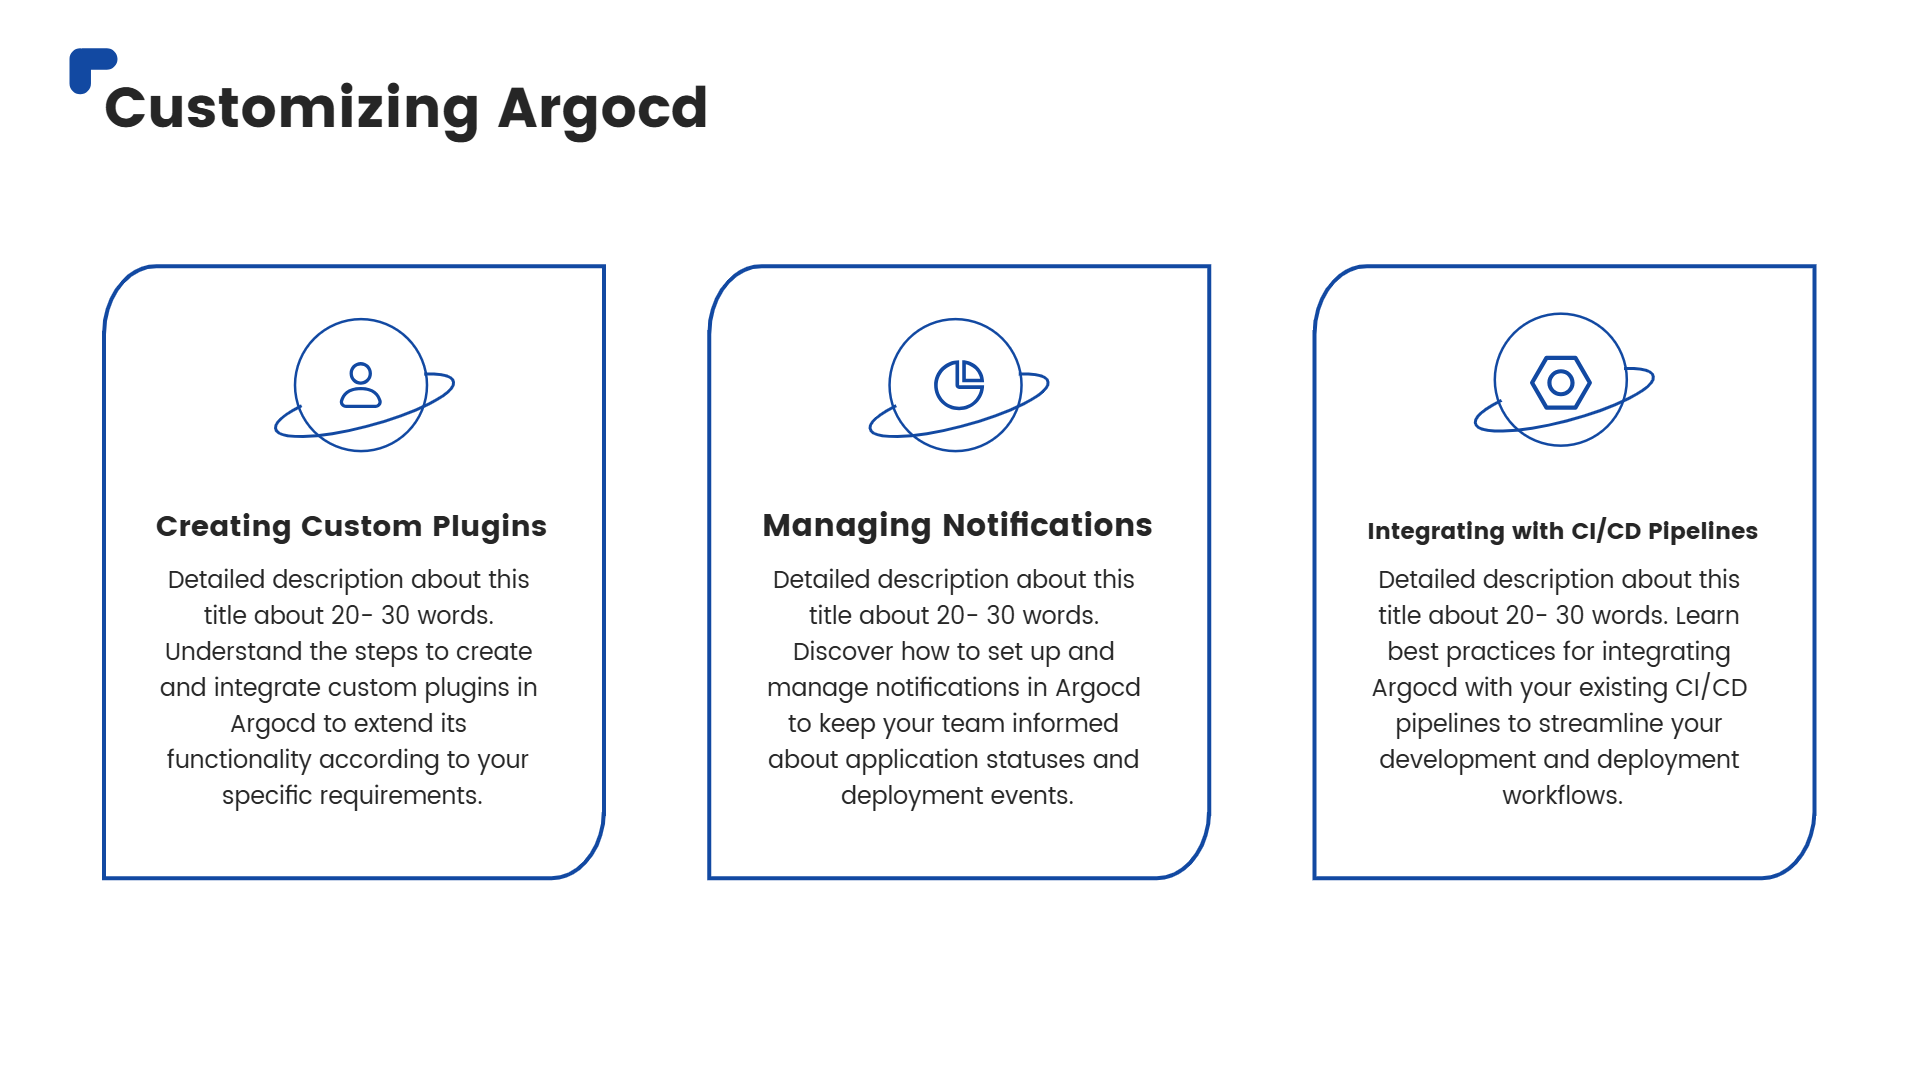 Customizing Argocd
Creating Custom Plugins
Detailed description about this
title about 20- 30 words.
Understand the steps to create
and integrate custom plugins in
Argocd to extend its
functionality according to your
specific requirements.
Managing Notifications
Detailed description about this
title about 20- 30 words.
Discover how to set up and
manage notifications in Argocd
to keep your team informed
about application statuses and
deployment events.
Integrating with CI/CD Pipelines
Detailed description about this
title about 20- 30 words. Learn
best practices for integrating
Argocd with your existing CI/CD
pipelines to streamline your
development and deployment
workflows.